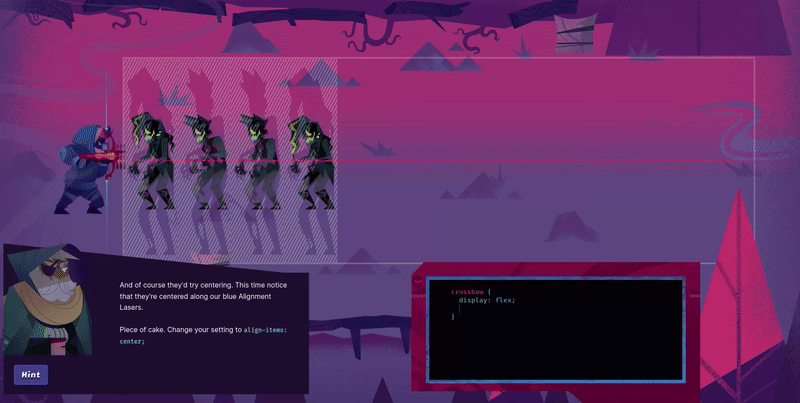 And of course they'd try centering. This time notice
that they're centered along our blue Alignment
Lasers.
Piece of cake. Change your setting to align-items:
center;
Hint
crossbow {
display: flex;
}